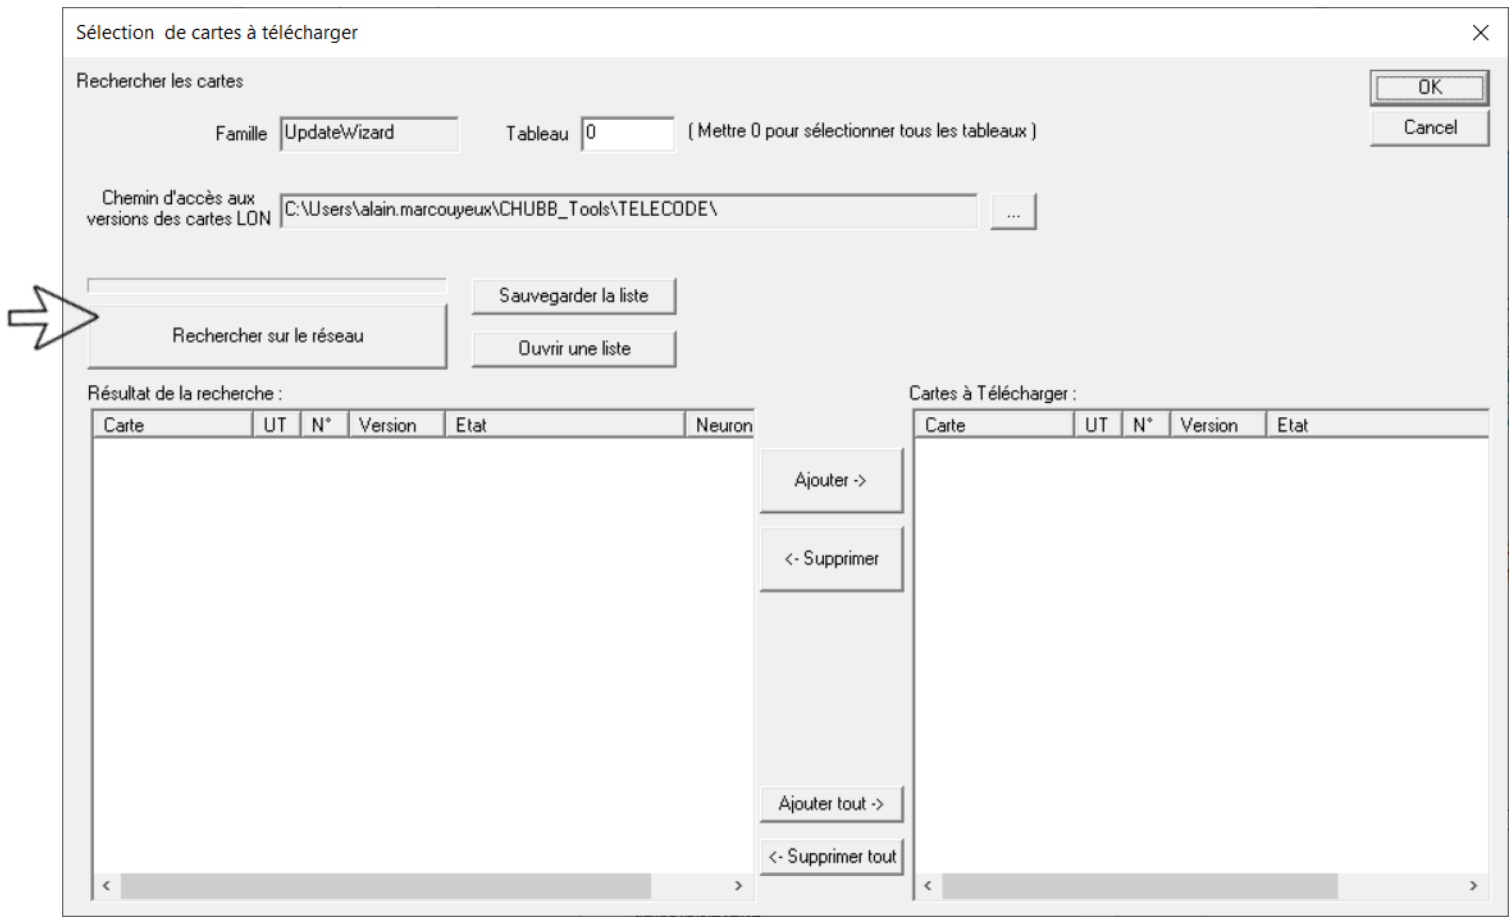 Sélection de cartes à télécharger
Rechercher les cartes
OK
Famille UpdateWizard Tableau 0 ( Mettre 0 pour sélectionner tous les tableaux )
Cancel
Chemin d'accès aux
versions des cartes LON
C:\Users\alain.marcouyeux\CHUBB_Tools\TELECODE\
...
Sauvegarder la liste
Rechercher sur le réseau
Ouvrir une liste
Résultat de la recherche :
Cartes à Télécharger :
Carte UT N° Version Etat Neuron
Carte UT N° Version Etat
Ajouter ->
<- Supprimer
Ajouter tout ->
<- Supprimer tout